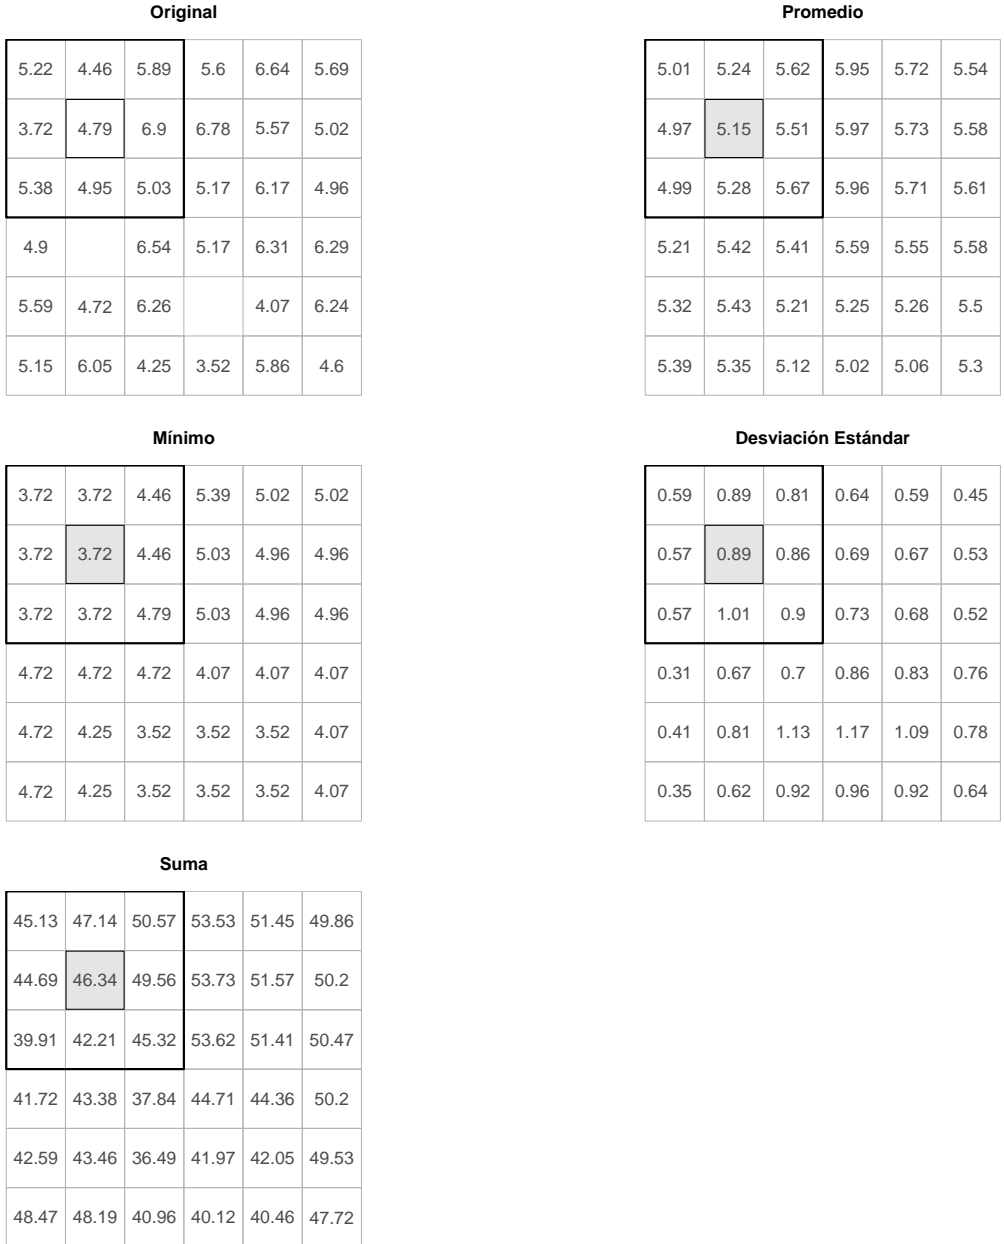 Original
5.22 4.46 5.89 5.6 6.64 5.69
3.72 4.79 6.9 6.78 5.57 5.02
5.38 4.95 5.03 5.17 6.17 4.96
4.9 6.54 5.17 6.31 6.29
5.59 4.72 6.26 4.07 6.24
5.15 6.05 4.25 3.52 5.86 4.6
Promedio
5.01 5.24 5.62 5.95 5.72 5.54
4.97 5.15 5.51 5.97 5.73 5.58
4.99 5.28 5.67 5.96 5.71 5.61
5.21 5.42 5.41 5.59 5.55 5.58
5.32 5.43 5.21 5.25 5.26 5.5
5.39 5.35 5.12 5.02 5.06 5.3
Mínimo
3.72 3.72 4.46 5.39 5.02 5.02
3.72 3.72 4.46 5.03 4.96 4.96
3.72 3.72 4.79 5.03 4.96 4.96
4.72 4.72 4.72 4.07 4.07 4.07
4.72 4.25 3.52 3.52 3.52 4.07
4.72 4.25 3.52 3.52 3.52 4.07
Desviación Estándar
0.59 0.89 0.81 0.64 0.59 0.45
0.57 0.89 0.86 0.69 0.67 0.53
0.57 1.01 0.9 0.73 0.68 0.52
0.31 0.67 0.7 0.86 0.83 0.76
0.41 0.81 1.13 1.17 1.09 0.78
0.35 0.62 0.92 0.96 0.92 0.64
Suma
45.13 47.14 50.57 53.53 51.45 49.86
44.69 46.34 49.56 53.73 51.57 50.2
39.91 42.21 45.32 53.62 51.41 50.47
41.72 43.38 37.84 44.71 44.36 50.2
42.59 43.46 36.49 41.97 42.05 49.53
48.47 48.19 40.96 40.12 40.46 47.72